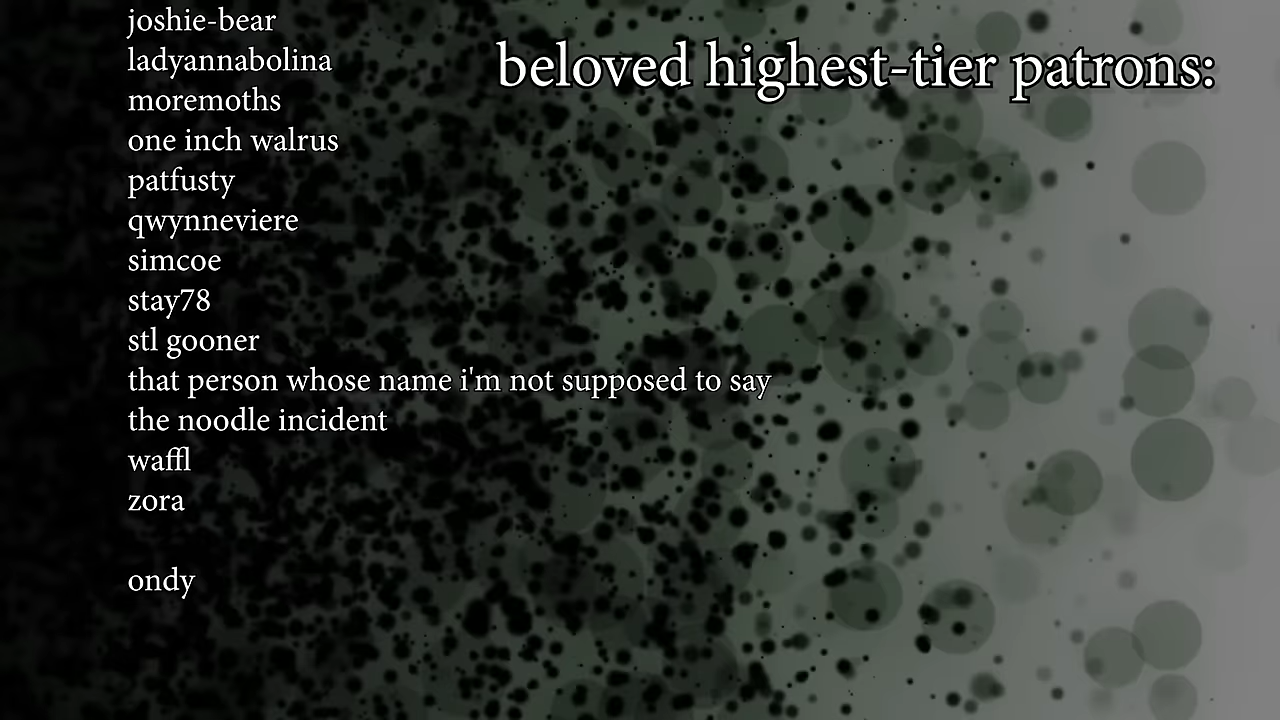 beloved highest-tier patrons:
joshie-bear
ladyannabolina
moremoths
one inch walrus
patfusty
qwynneviere
simcoe
stay78
stl gooner
that person whose name i'm not supposed to say
the noodle incident
waffl
zora
ondy